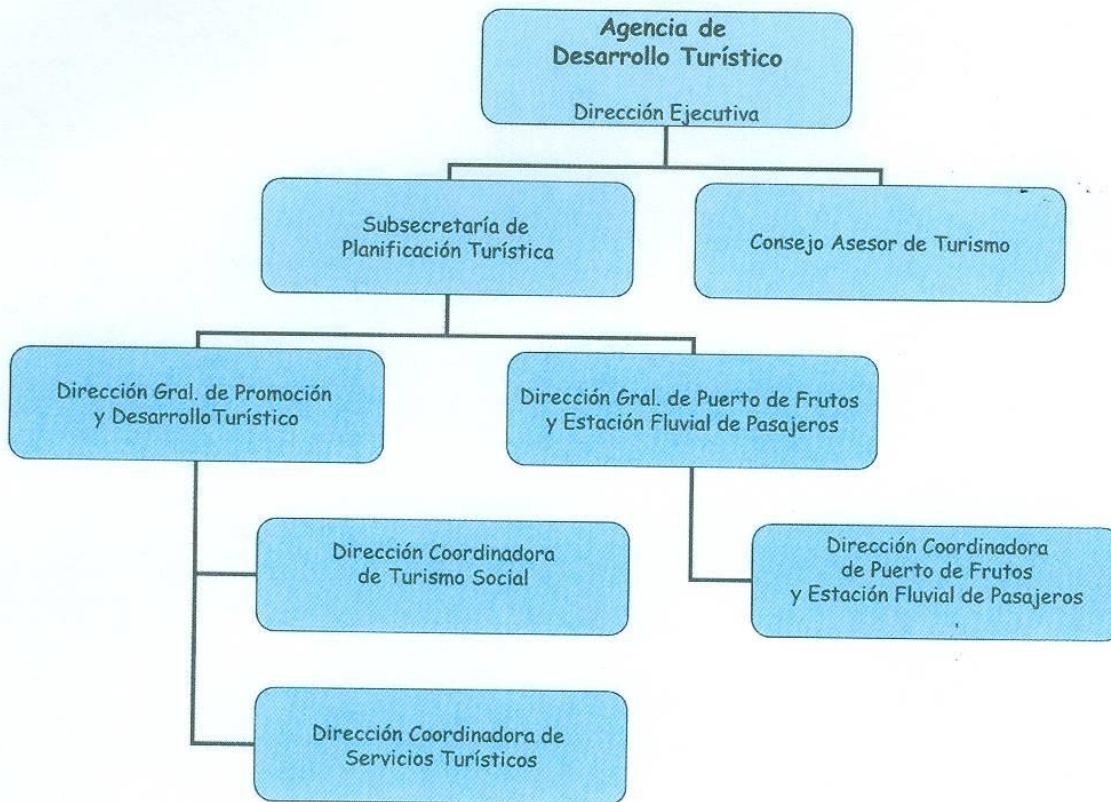 Agencia de
Desarrollo Turístico
Dirección Ejecutiva
Subsecretaría de
Planificación Turística
Consejo Asesor de Turismo
Dirección Gral. de Promoción
y DesarrolloTurístico
Dirección Gral. de Puerto de Frutos
y Estación Fluvial de Pasajeros
Dirección Coordinadora
de Turismo Social
Dirección Coordinadora
de Puerto de Frutos
y Estación Fluvial de Pasajeros
Dirección Coordinadora de
Servicios Turísticos